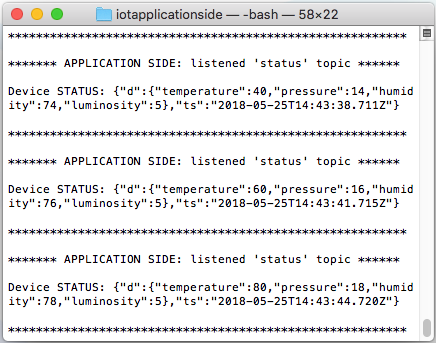 iotapplicationside — -bash — 58×22
*********************************************************
******* APPLICATION SIDE: listened 'status' topic ******
Device STATUS: {"d":{"temperature":40,"pressure":14,"humid
ity":74,"luminosity":5},"ts":"2018-05-25T14:43:38.711Z"}
*********************************************************
******* APPLICATION SIDE: listened 'status' topic ******
Device STATUS: {"d":{"temperature":60,"pressure":16,"humid
ity":76,"luminosity":5},"ts":"2018-05-25T14:43:41.715Z"}
*********************************************************
******* APPLICATION SIDE: listened 'status' topic ******
Device STATUS: {"d":{"temperature":80,"pressure":18,"humid
ity":78,"luminosity":5},"ts":"2018-05-25T14:43:44.720Z"}
*********************************************************